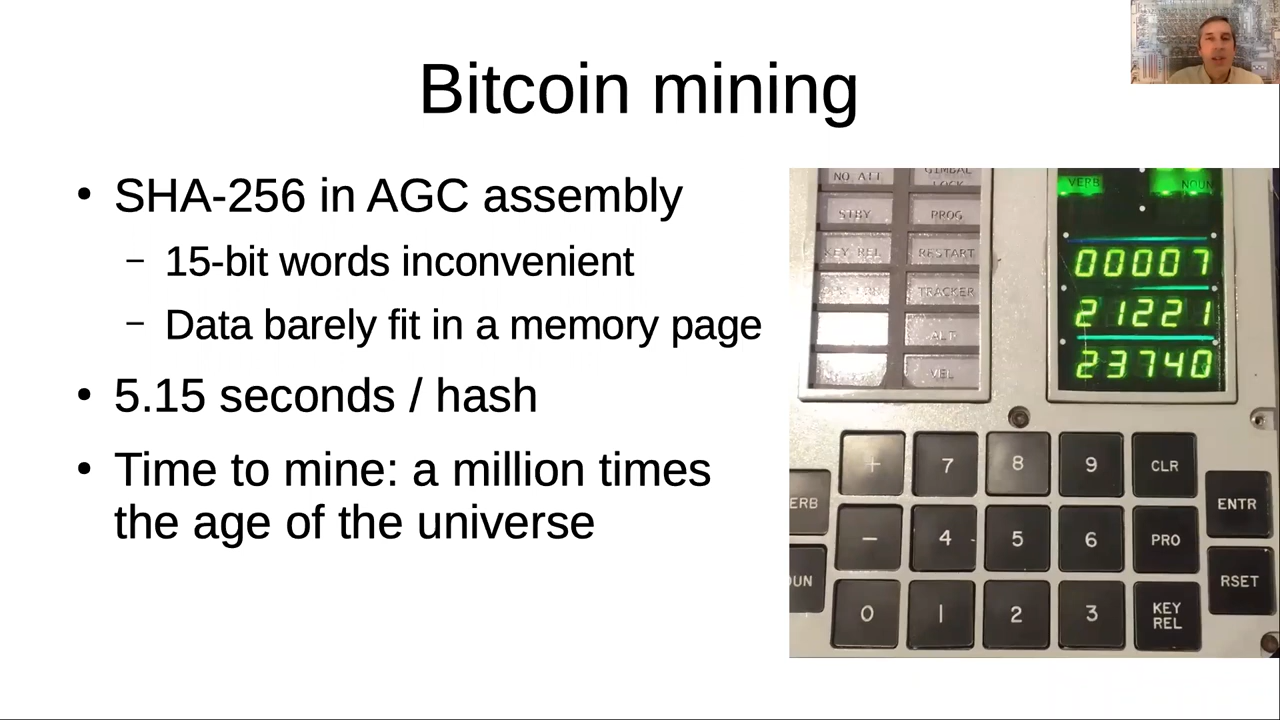 Bitcoin mining
• SHA-256 in AGC assembly
– 15-bit words inconvenient
– Data barely fit in a memory page
• 5.15 seconds / hash
• Time to mine: a million times
the age of the universe
NO ATT GIMBAL LOCK
STBY PROG
KEY REL RESTART
TRACKER
ALT
VEL
VERB NOUN
00007
21221
23740
+ 7 8 9 CLR
ERB ENTR
− 4 5 6 PRO
OUN RSET
0 1 2 3 KEY REL